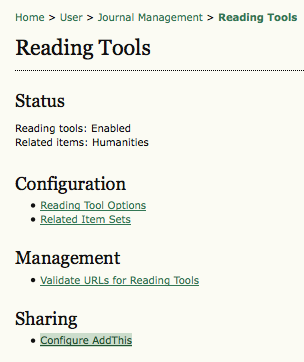 Home > User > Journal Management > Reading Tools
Reading Tools
Status
Reading tools: Enabled
Related items: Humanities
Configuration
• Reading Tool Options
• Related Item Sets
Management
• Validate URLs for Reading Tools
Sharing
• Configure AddThis